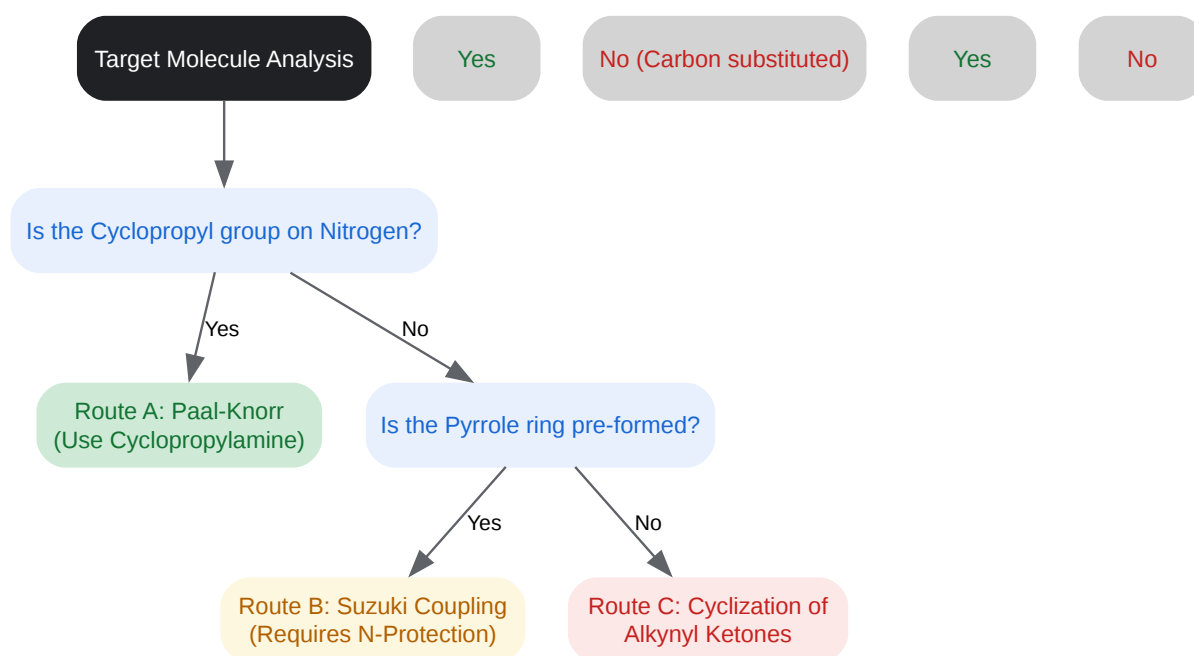 Target Molecule Analysis
Yes
No (Carbon substituted)
Yes
No
Is the Cyclopropyl group on Nitrogen?
Yes
No
Route A: Paal-Knorr
(Use Cyclopropylamine)
Is the Pyrrole ring pre-formed?
Yes
No
Route B: Suzuki Coupling
(Requires N-Protection)
Route C: Cyclization of
Alkynyl Ketones